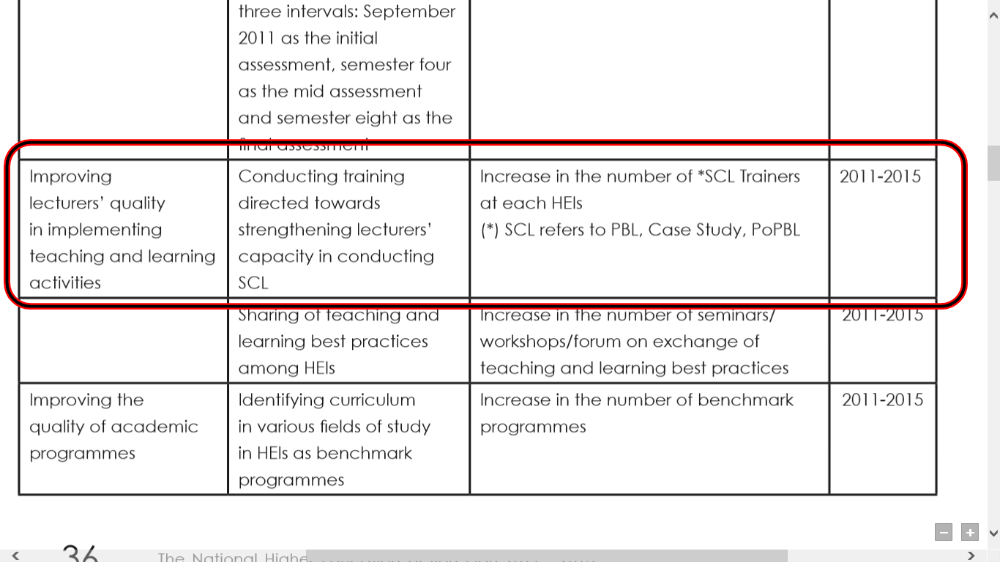 three intervals: September
2011 as the initial
assessment, semester four
as the mid assessment
and semester eight as the
final assessment
Improving
lecturers' quality
in implementing
teaching and learning
activities
Conducting training
directed towards
strengthening lecturers'
capacity in conducting
SCL
Increase in the number of *SCL Trainers
at each HEIs
(*) SCL refers to PBL, Case Study, PoPBL
2011-2015
Sharing of teaching and
learning best practices
among HEIs
Increase in the number of seminars/
workshops/forum on exchange of
teaching and learning best practices
2011-2015
Improving the
quality of academic
programmes
Identifying curriculum
in various fields of study
in HEIs as benchmark
programmes
Increase in the number of benchmark
programmes
2011-2015
36
The National Highe